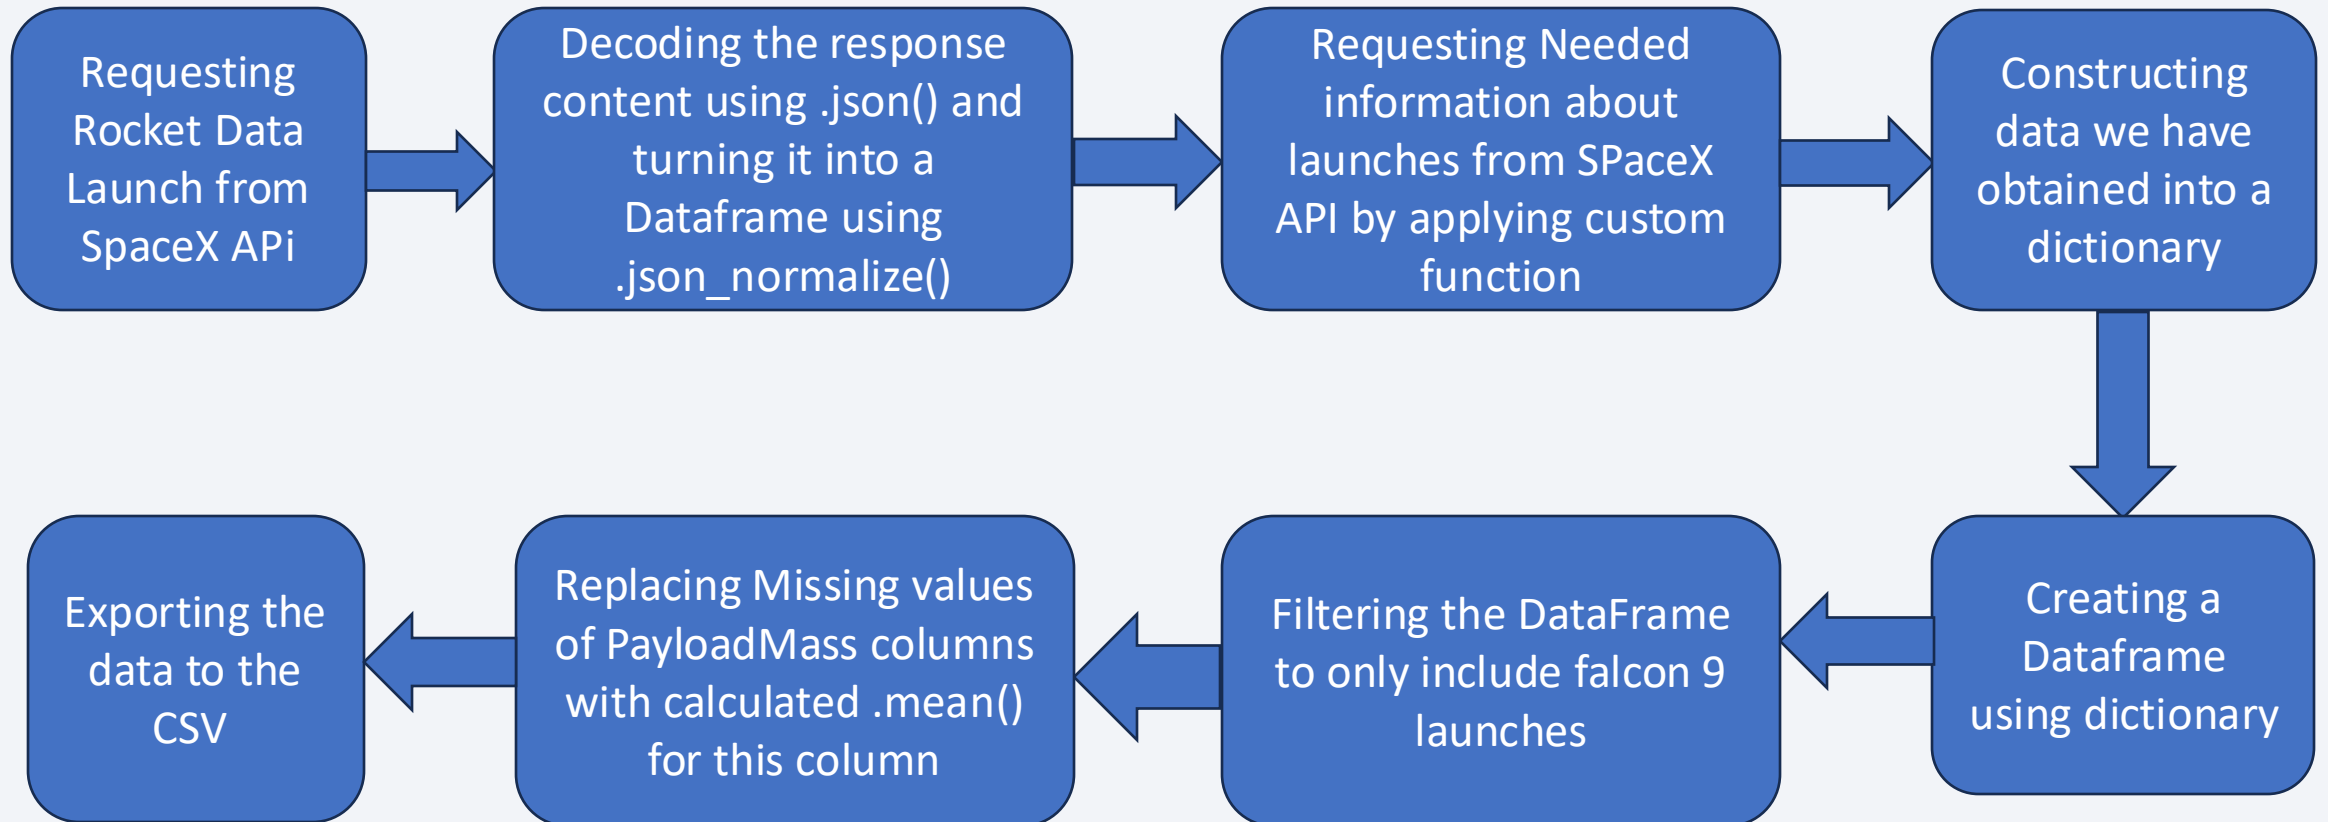 Requesting
Rocket Data
Launch from
SpaceX APi
Decoding the response
content using .json() and
turning it into a
Dataframe using
.json_normalize()
Requesting Needed
information about
launches from SPaceX
API by applying custom
function
Constructing
data we have
obtained into a
dictionary
Creating a
Dataframe
using dictionary
Filtering the DataFrame
to only include falcon 9
launches
Replacing Missing values
of PayloadMass columns
with calculated .mean()
for this column
Exporting the
data to the
CSV